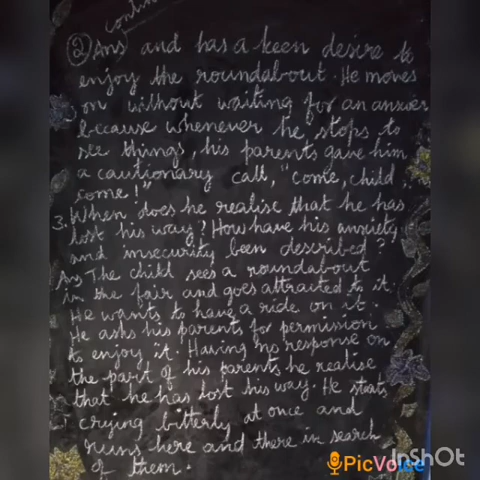 contin
② Ans and has a keen desire to
enjoy the roundabout. He moves
on without waiting for an answer
because whenever he stops to
see things, his parents gave him
a cautionary call, "come, child
come!"
3. When does he realise that he has
lost his way? How have his anxiety
and insecurity been described?
Ans The child sees a roundabout
in the fair and goes attracted to it.
He wants to have a ride on it.
He asks his parents for permission
to enjoy it. Having no response on
the part of his parents he realise
that he has lost his way. He starts
crying bitterly at once and
runs here and there in search
of them.
PicVoice
InShOt